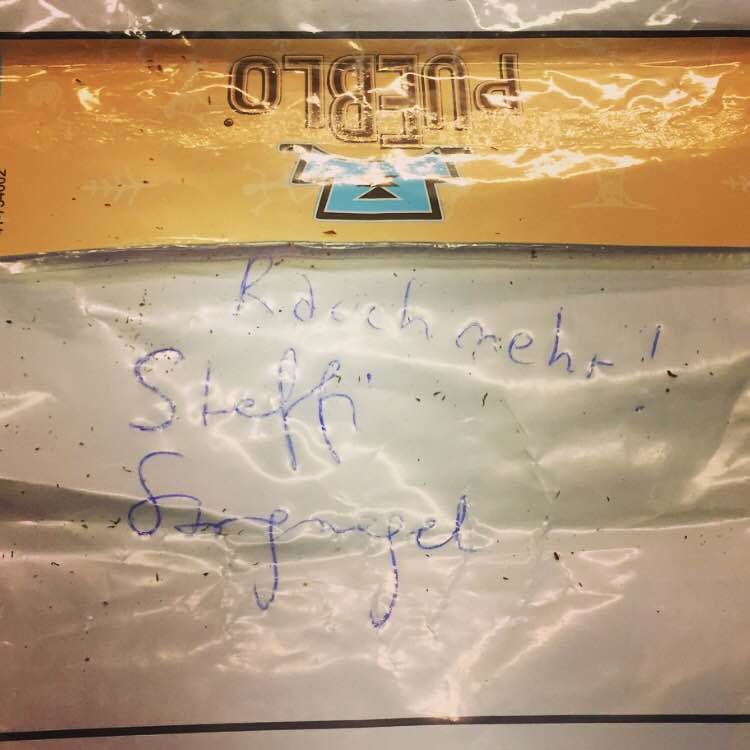 PUEBLO
Rauch mehr!
Steffi
Sargnagel